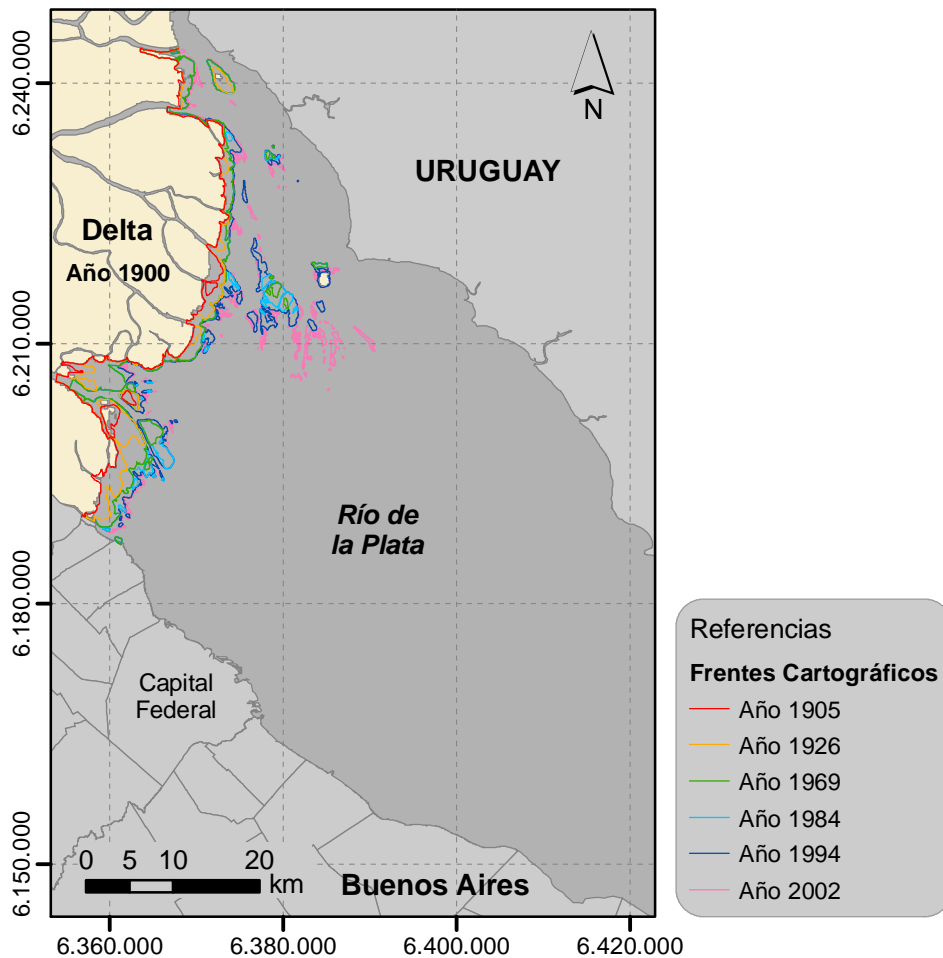 6.240.000
6.210.000
6.180.000
6.150.000
N
URUGUAY
Delta
Año 1900
Río de
la Plata
Capital
Federal
0 5 10 20
km
Buenos Aires
6.360.000 6.380.000 6.400.000 6.420.000
Referencias
Frentes Cartográficos
Año 1905
Año 1926
Año 1969
Año 1984
Año 1994
Año 2002